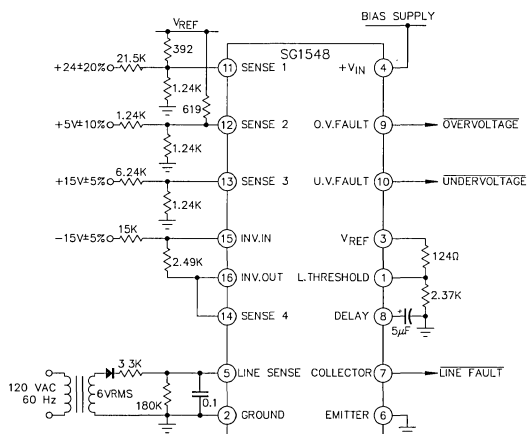 BIAS SUPPLY
VREF
SG1548
392
+24±20% 21.5K 11 SENSE 1 +VIN 4
1.24K
619
+5V±10% 1.24K 12 SENSE 2 O.V.FAULT 9 OVERVOLTAGE
1.24K
+15V±5% 6.24K 13 SENSE 3 U.V.FAULT 10 UNDERVOLTAGE
1.24K
-15V±5% 15K 15 INV.IN VREF 3
124Ω
2.49K
16 INV.OUT L.THRESHOLD 1
2.37K
14 SENSE 4 DELAY 8
+
5µF
3.3K 5 LINE SENSE COLLECTOR 7 LINE FAULT
120 VAC
60 Hz
6VRMS
180K
0.1
2 GROUND EMITTER 6